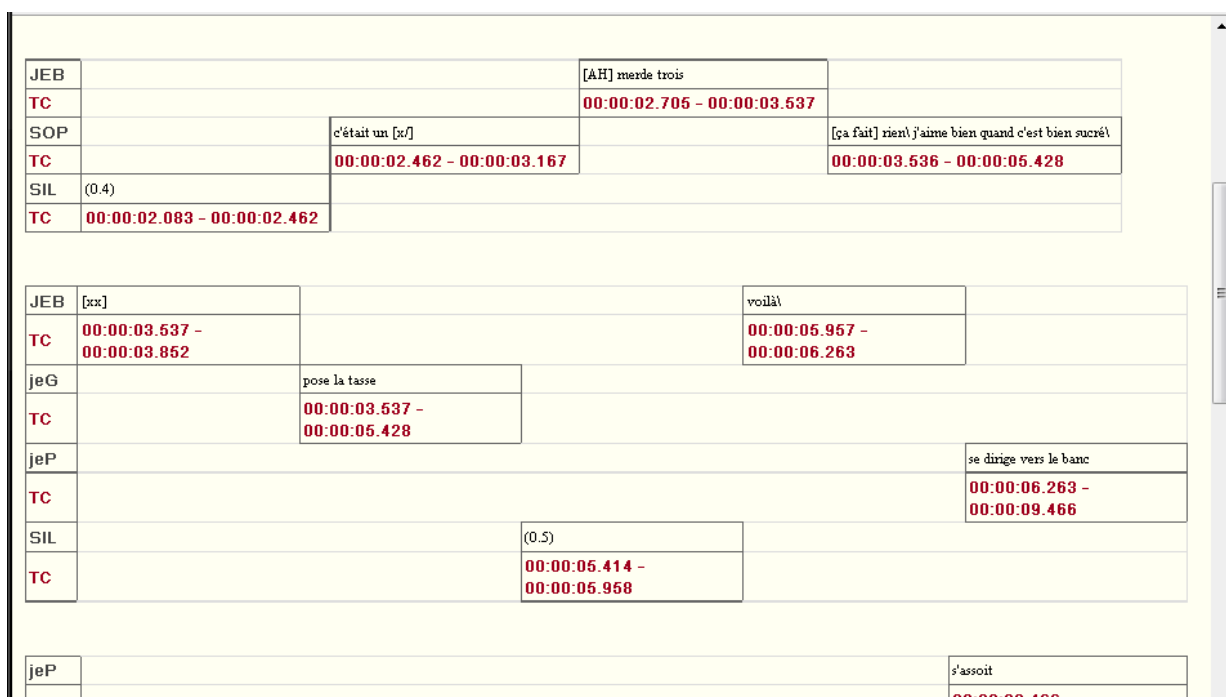 JEB [AH] merde trois
TC 00:00:02.705 - 00:00:03.537
SOP c'était un [x/] [ça fait] rien\ j'aime bien quand c'est bien sucré\
TC 00:00:02.462 - 00:00:03.167 00:00:03.536 - 00:00:05.428
SIL (0.4)
TC 00:00:02.083 - 00:00:02.462
JEB [xx] voilà\
TC 00:00:03.537 - 00:00:03.852 00:00:05.957 - 00:00:06.263
jeG pose la tasse
TC 00:00:03.537 - 00:00:05.428
jeP se dirige vers le banc
TC 00:00:06.263 - 00:00:09.466
SIL (0.5)
TC 00:00:05.414 - 00:00:05.958
jeP s'assoit